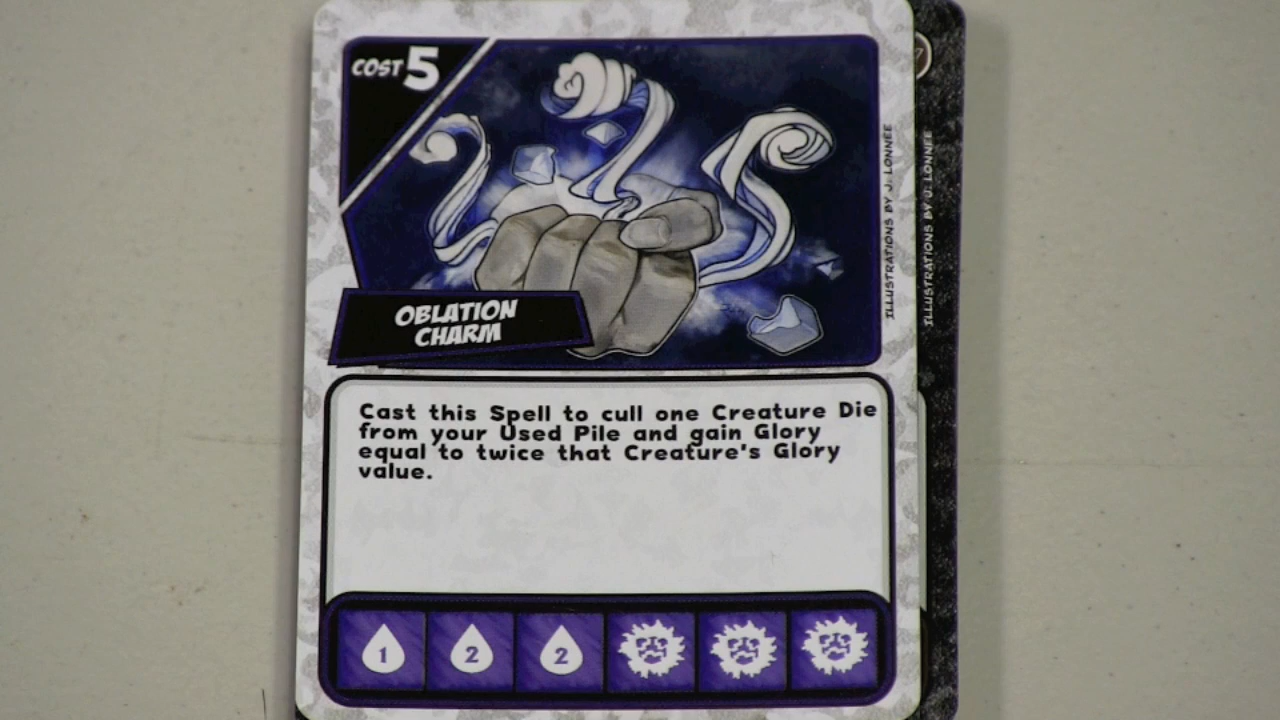 COST 5
ILLUSTRATIONS BY J. LONNEE
ILLUSTRATIONS BY J. LONNEE
OBLATION
CHARM
Cast this Spell to cull one Creature Die
from your Used Pile and gain Glory
equal to twice that Creature's Glory
value.
1 2 2